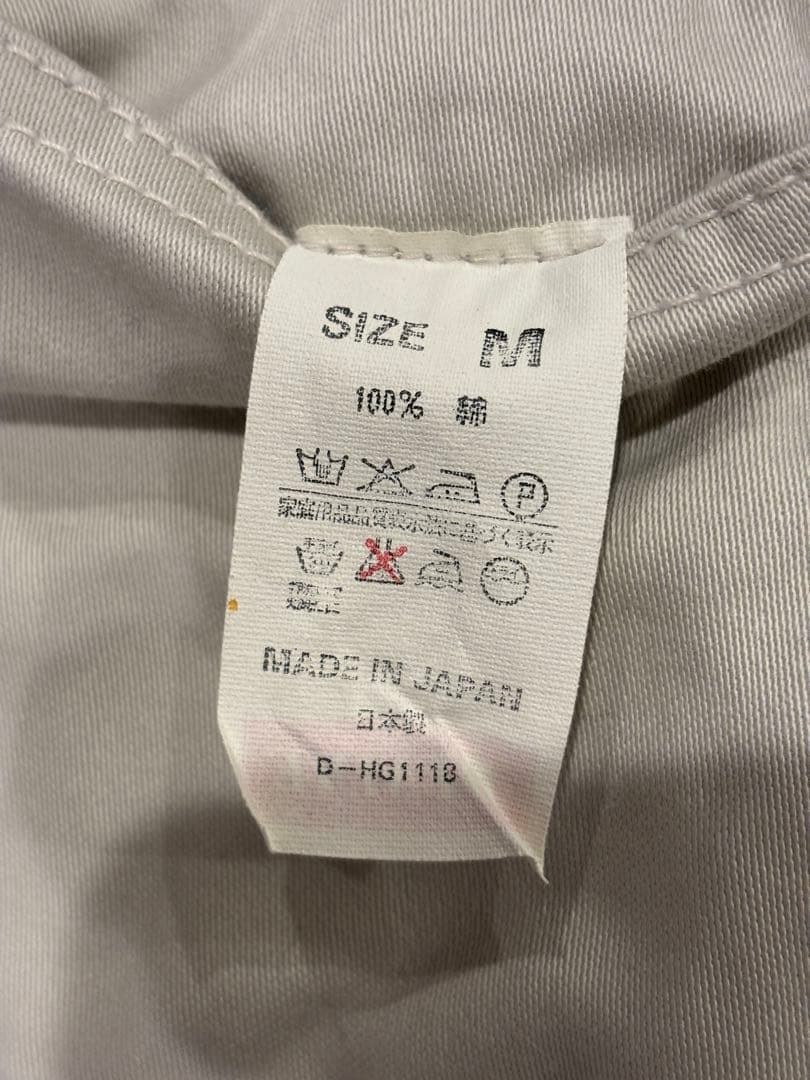 SIZE M
100% 綿
P
家庭用品品質表示法に基づく表示
MADE IN JAPAN
日本製
D-HG1118